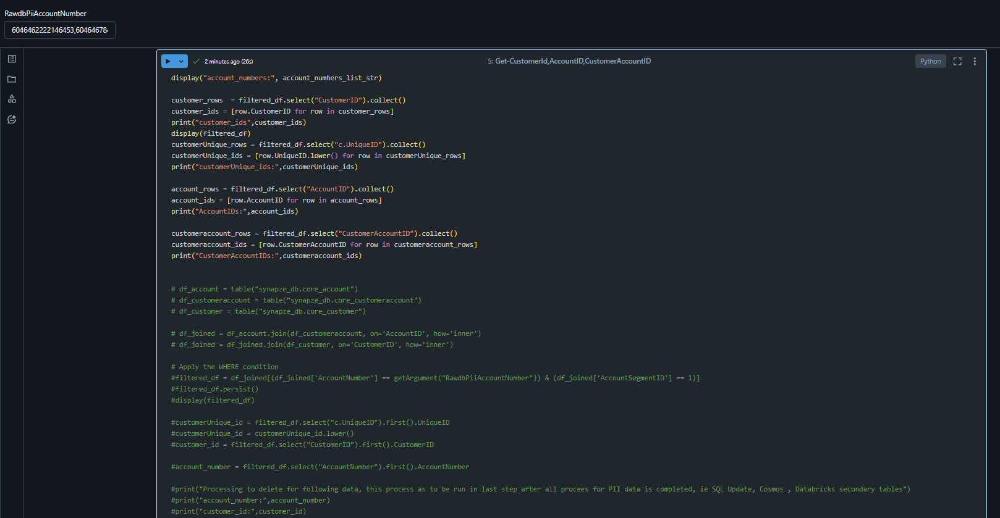 RawdbPiiAccountNumber
6046462222146453,60464678
2 minutes ago (26s)
5: Get-CustomerId,AccountID,CustomerAccountID
Python
display("account_numbers:", account_numbers_list_str)
customer_rows  = filtered_df.select("CustomerID").collect()
customer_ids = [row.CustomerID for row in customer_rows]
print("customer_ids",customer_ids)
display(filtered_df)
customerUnique_rows = filtered_df.select("c.UniqueID").collect()
customerUnique_ids = [row.UniqueID.lower() for row in customerUnique_rows]
print("customerUnique_ids:",customerUnique_ids)
account_rows = filtered_df.select("AccountID").collect()
account_ids = [row.AccountID for row in account_rows]
print("AccountIDs:",account_ids)
customeraccount_rows = filtered_df.select("CustomerAccountID").collect()
customeraccount_ids = [row.CustomerAccountID for row in customeraccount_rows]
print("CustomerAccountIDs:",customeraccount_ids)
# df_account = table("synapze_db.core_account")
# df_customeraccount = table("synapze_db.core_customeraccount")
# df_customer = table("synapze_db.core_customer")
# df_joined = df_account.join(df_customeraccount, on='AccountID', how='inner')
# df_joined = df_joined.join(df_customer, on='CustomerID', how='inner')
# Apply the WHERE condition
#filtered_df = df_joined[(df_joined['AccountNumber'] == getArgument("RawdbPiiAccountNumber")) & (df_joined['AccountSegmentID'] == 1)]
#filtered_df.persist()
#display(filtered_df)
#customerUnique_id = filtered_df.select("c.UniqueID").first().UniqueID
#customerUnique_id = customerUnique_id.lower()
#customer_id = filtered_df.select("CustomerID").first().CustomerID
#account_number = filtered_df.select("AccountNumber").first().AccountNumber
#print("Processing to delete for following data, this process as to be run in last step after all procees for PII data is completed, ie SQL Update, Cosmos , Databricks secondary tables")
#print("account_number:",account_number)
#print("customer_id:",customer_id)